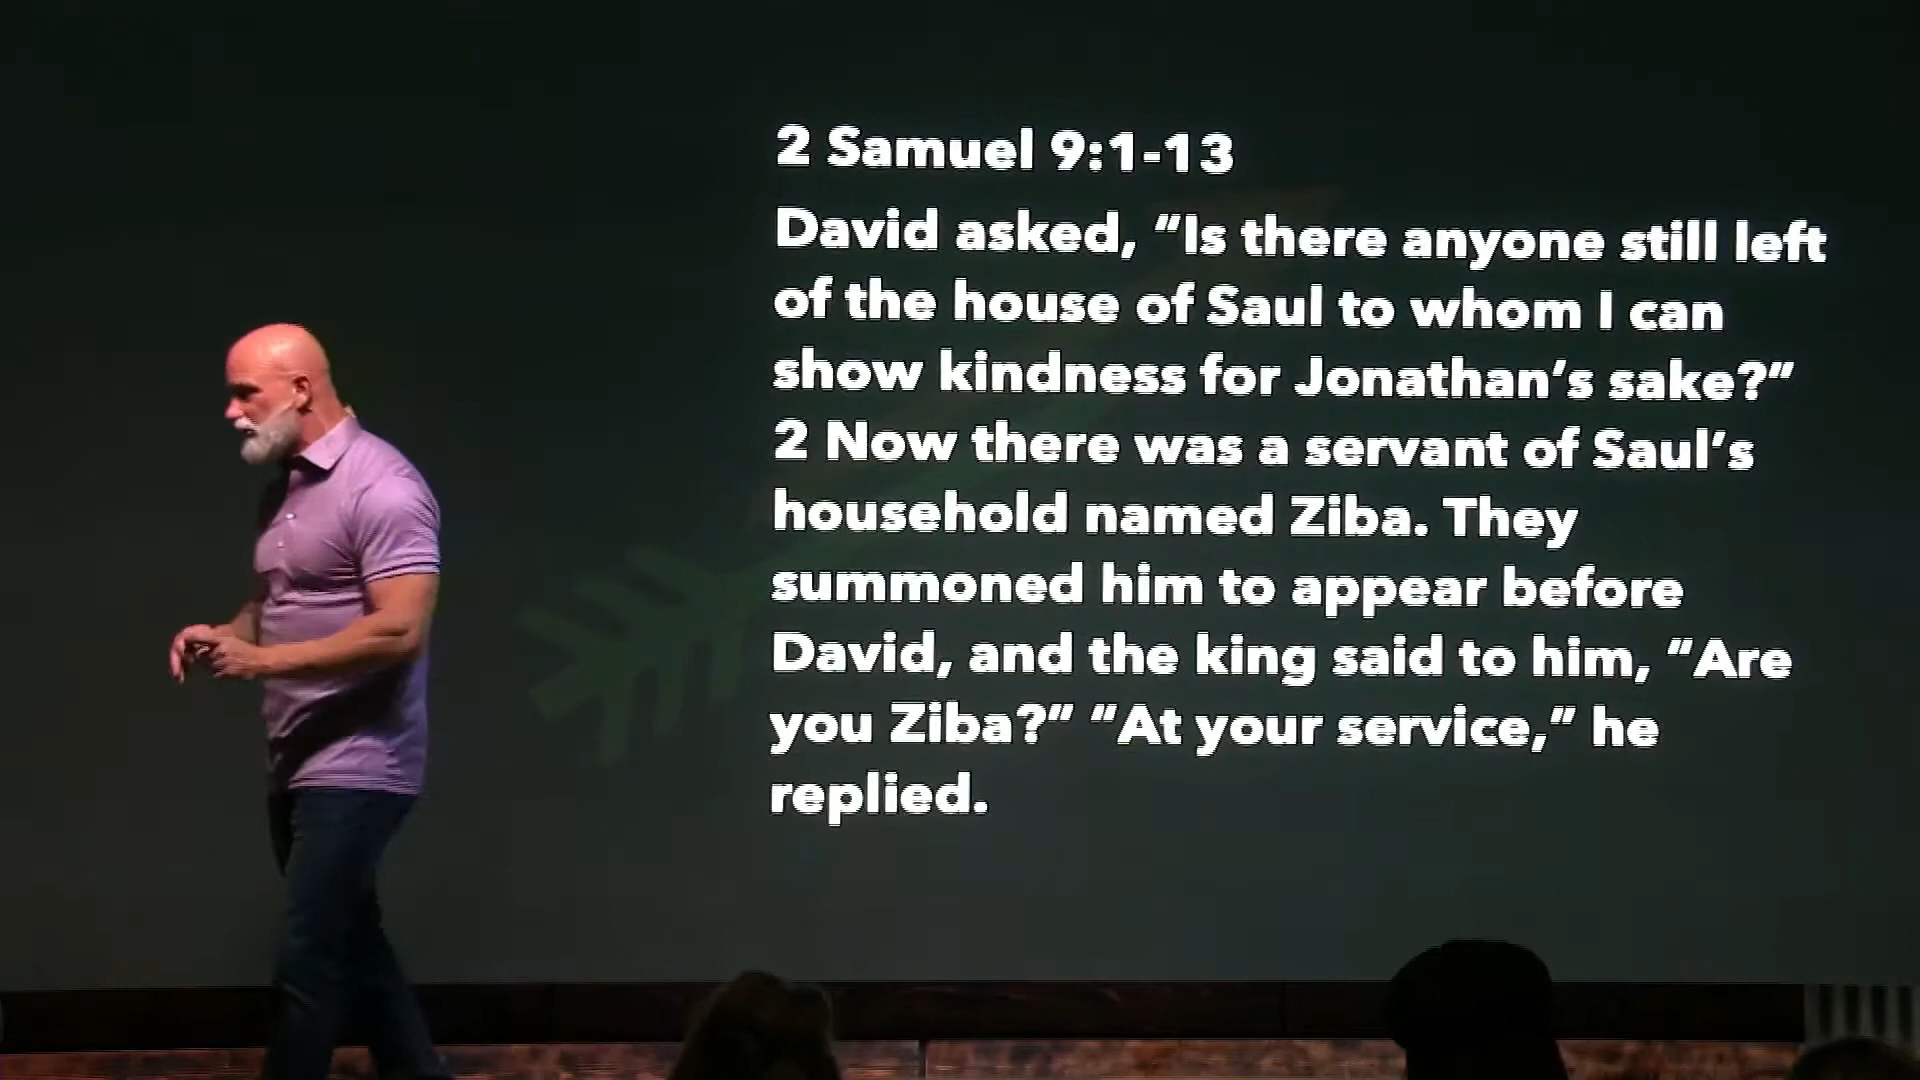 2 Samuel 9:1-13
David asked, “Is there anyone still left
of the house of Saul to whom I can
show kindness for Jonathan’s sake?”
2 Now there was a servant of Saul’s
household named Ziba. They
summoned him to appear before
David, and the king said to him, “Are
you Ziba?” “At your service,” he
replied.